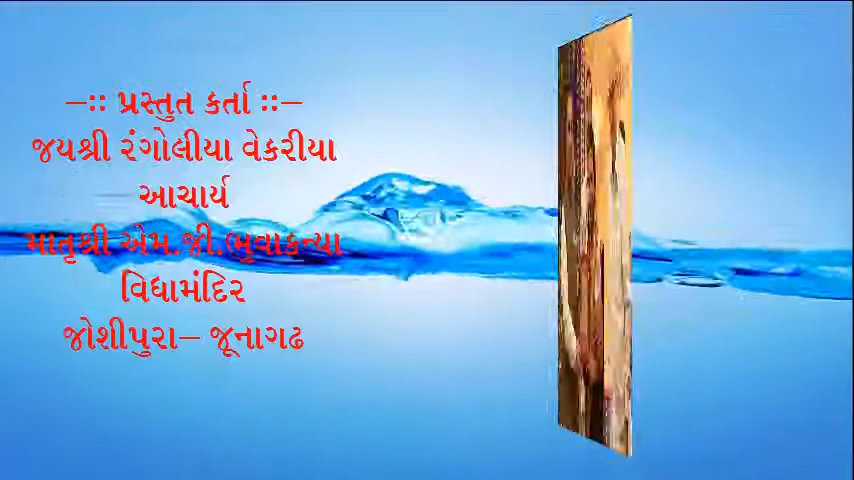 –:: પ્રસ્તુત કર્તા ::–
જયશ્રી રંગોલીયા વેકરીયા
આચાર્ય
માતૃશ્રી એમ.જી.ભુવાકન્યા
વિધામંદિર
જોશીપુરા– જૂનાગઢ